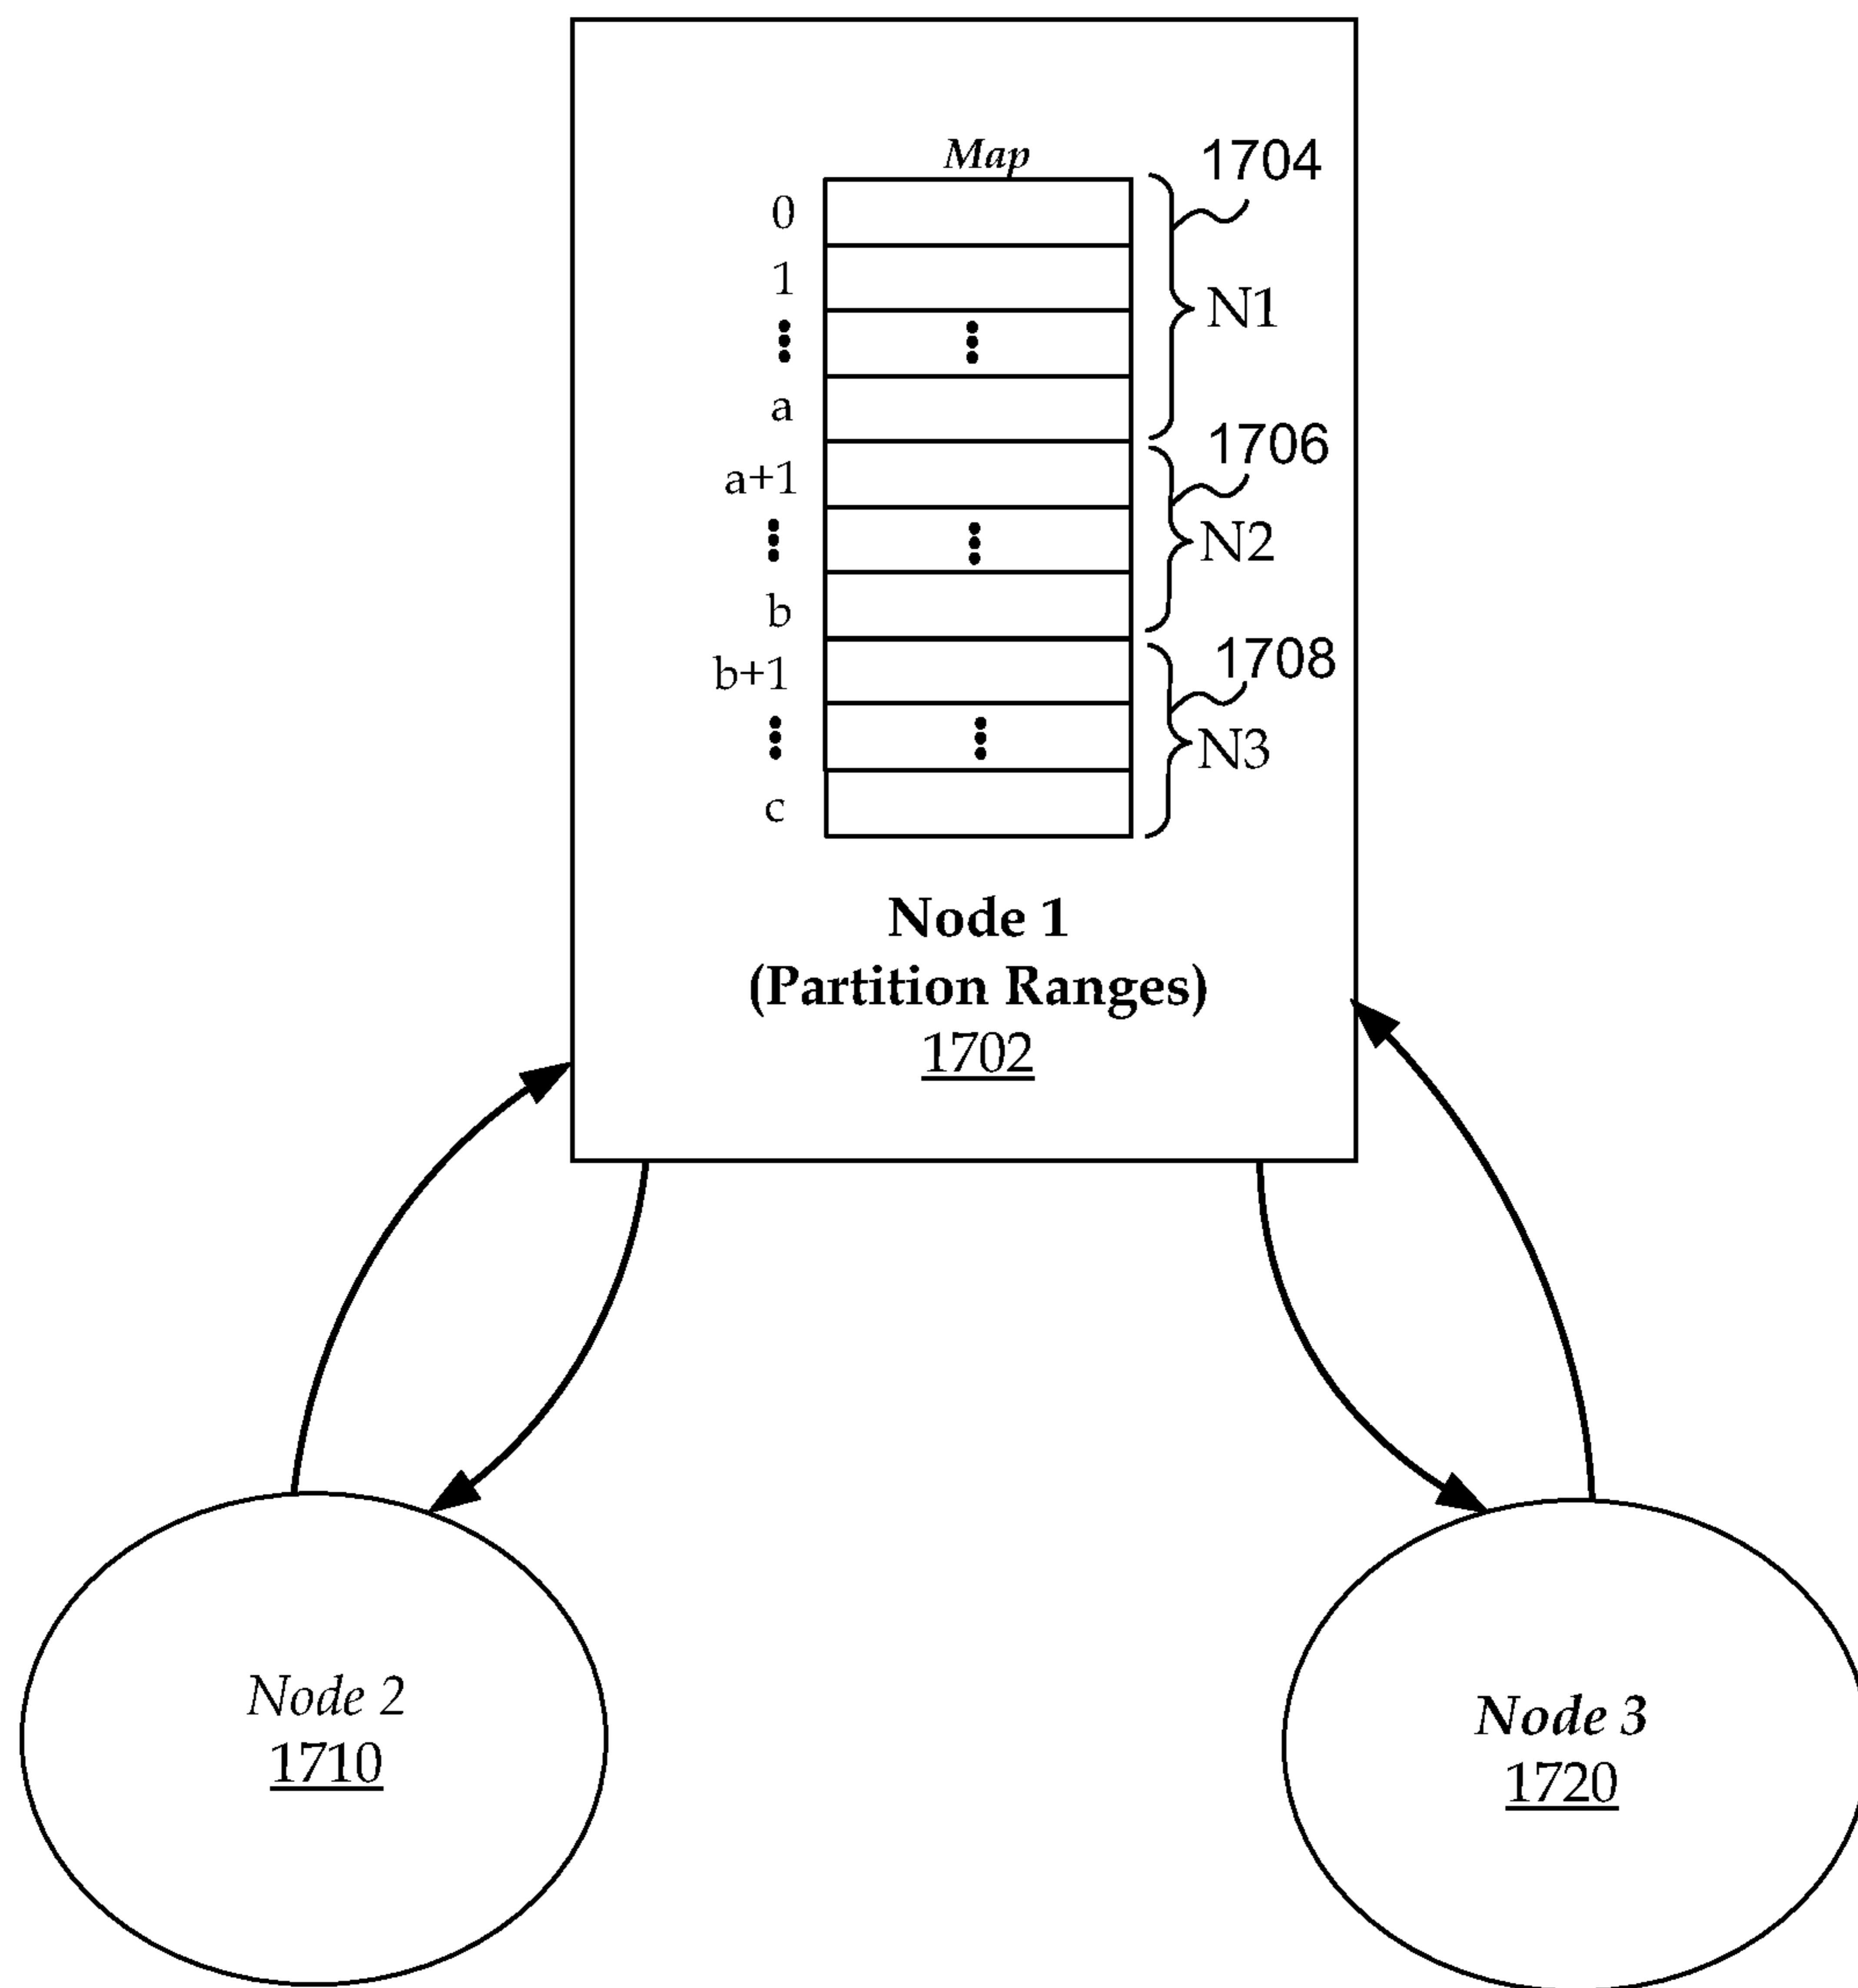 Map
1704
0
1
N1
a
1706
a+1
N2
b
1708
b+1
N3
c
Node 1
(Partition Ranges)
1702
Node 2
1710
Node 3
1720